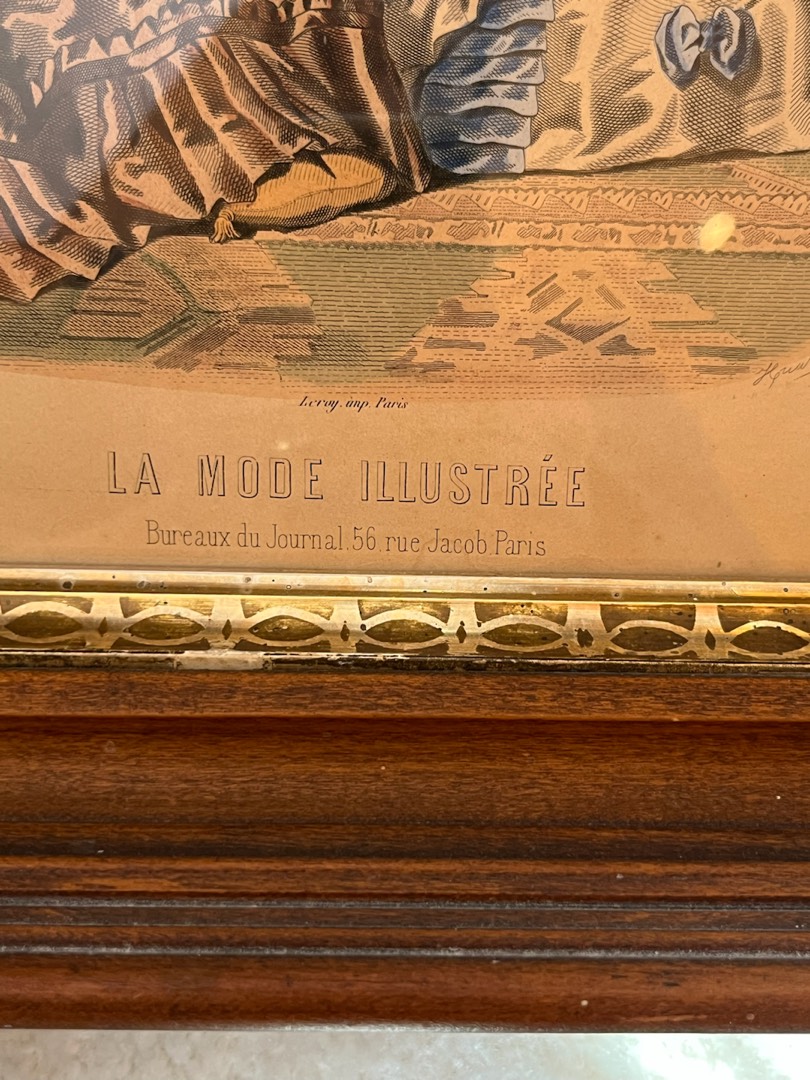 Leroy, imp. Paris
LA MODE ILLUSTRÉE
Bureaux du Journal, 56, rue Jacob, Paris